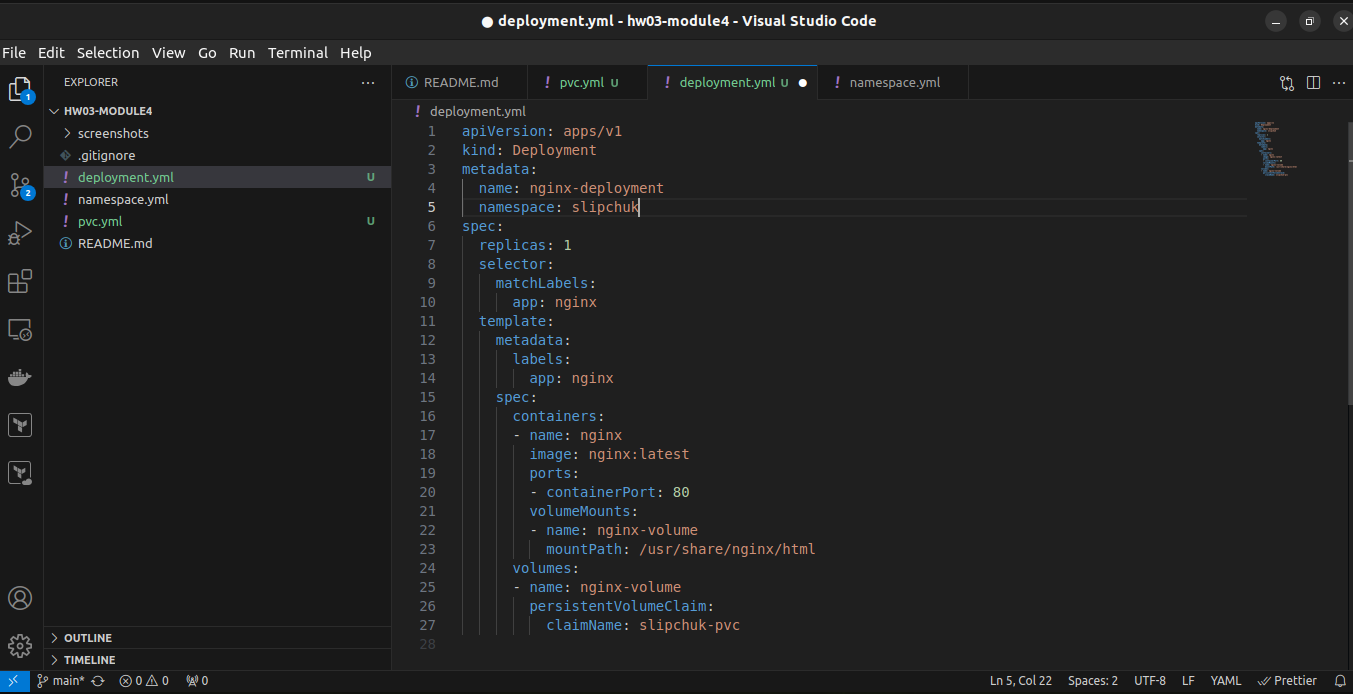 ● deployment.yml - hw03-module4 - Visual Studio Code
File Edit Selection View Go Run Terminal Help
EXPLORER
README.md
! pvc.yml U
! deployment.yml U ●
! namespace.yml
HW03-MODULE4
screenshots
.gitignore
! deployment.yml U
! namespace.yml
! pvc.yml U
README.md
1
2
! deployment.yml
1 apiVersion: apps/v1
2 kind: Deployment
3 metadata:
4   name: nginx-deployment
5   namespace: slipchuk
6 spec:
7   replicas: 1
8   selector:
9     matchLabels:
10       app: nginx
11   template:
12     metadata:
13       labels:
14         app: nginx
15     spec:
16       containers:
17       - name: nginx
18         image: nginx:latest
19         ports:
20         - containerPort: 80
21         volumeMounts:
22         - name: nginx-volume
23           mountPath: /usr/share/nginx/html
24       volumes:
25       - name: nginx-volume
26         persistentVolumeClaim:
27           claimName: slipchuk-pvc
28
OUTLINE
TIMELINE
main* 0 0 0 Ln 5, Col 22 Spaces: 2 UTF-8 LF YAML Prettier